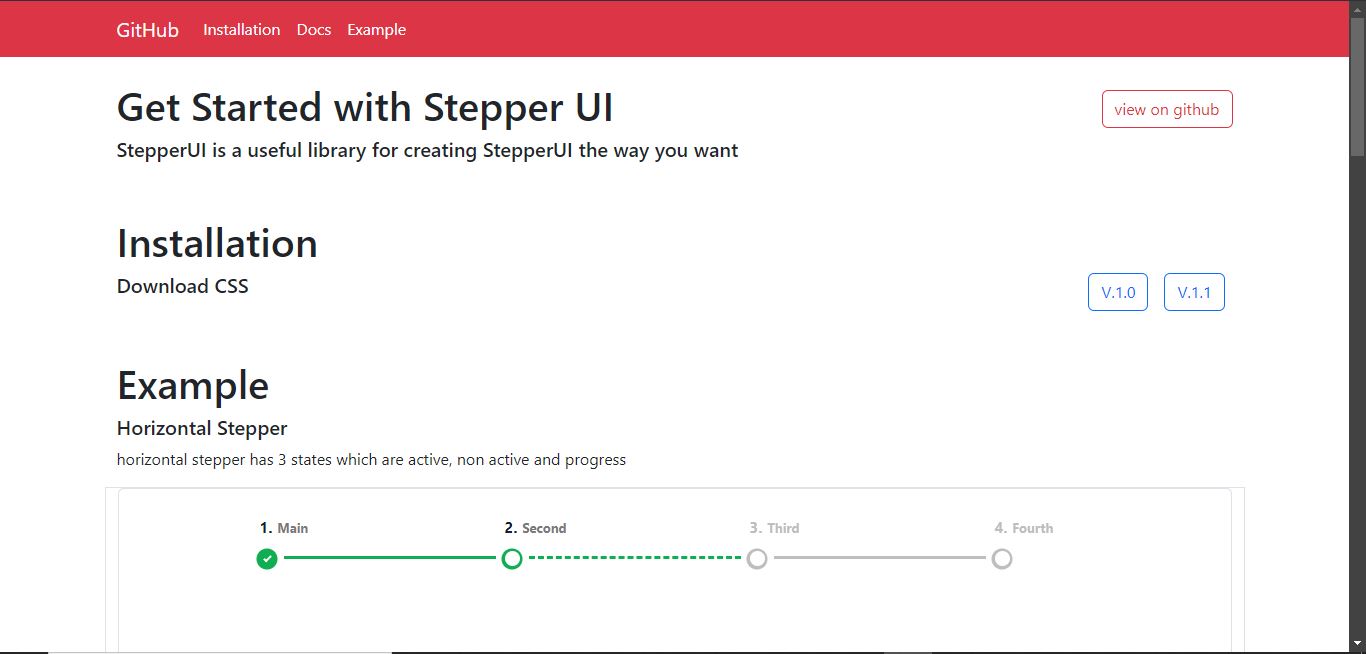 GitHub Installation Docs Example
Get Started with Stepper UI
view on github
StepperUI is a useful library for creating StepperUI the way you want
Installation
Download CSS
V.1.0 V.1.1
Example
Horizontal Stepper
horizontal stepper has 3 states which are active, non active and progress
1. Main 2. Second 3. Third 4. Fourth